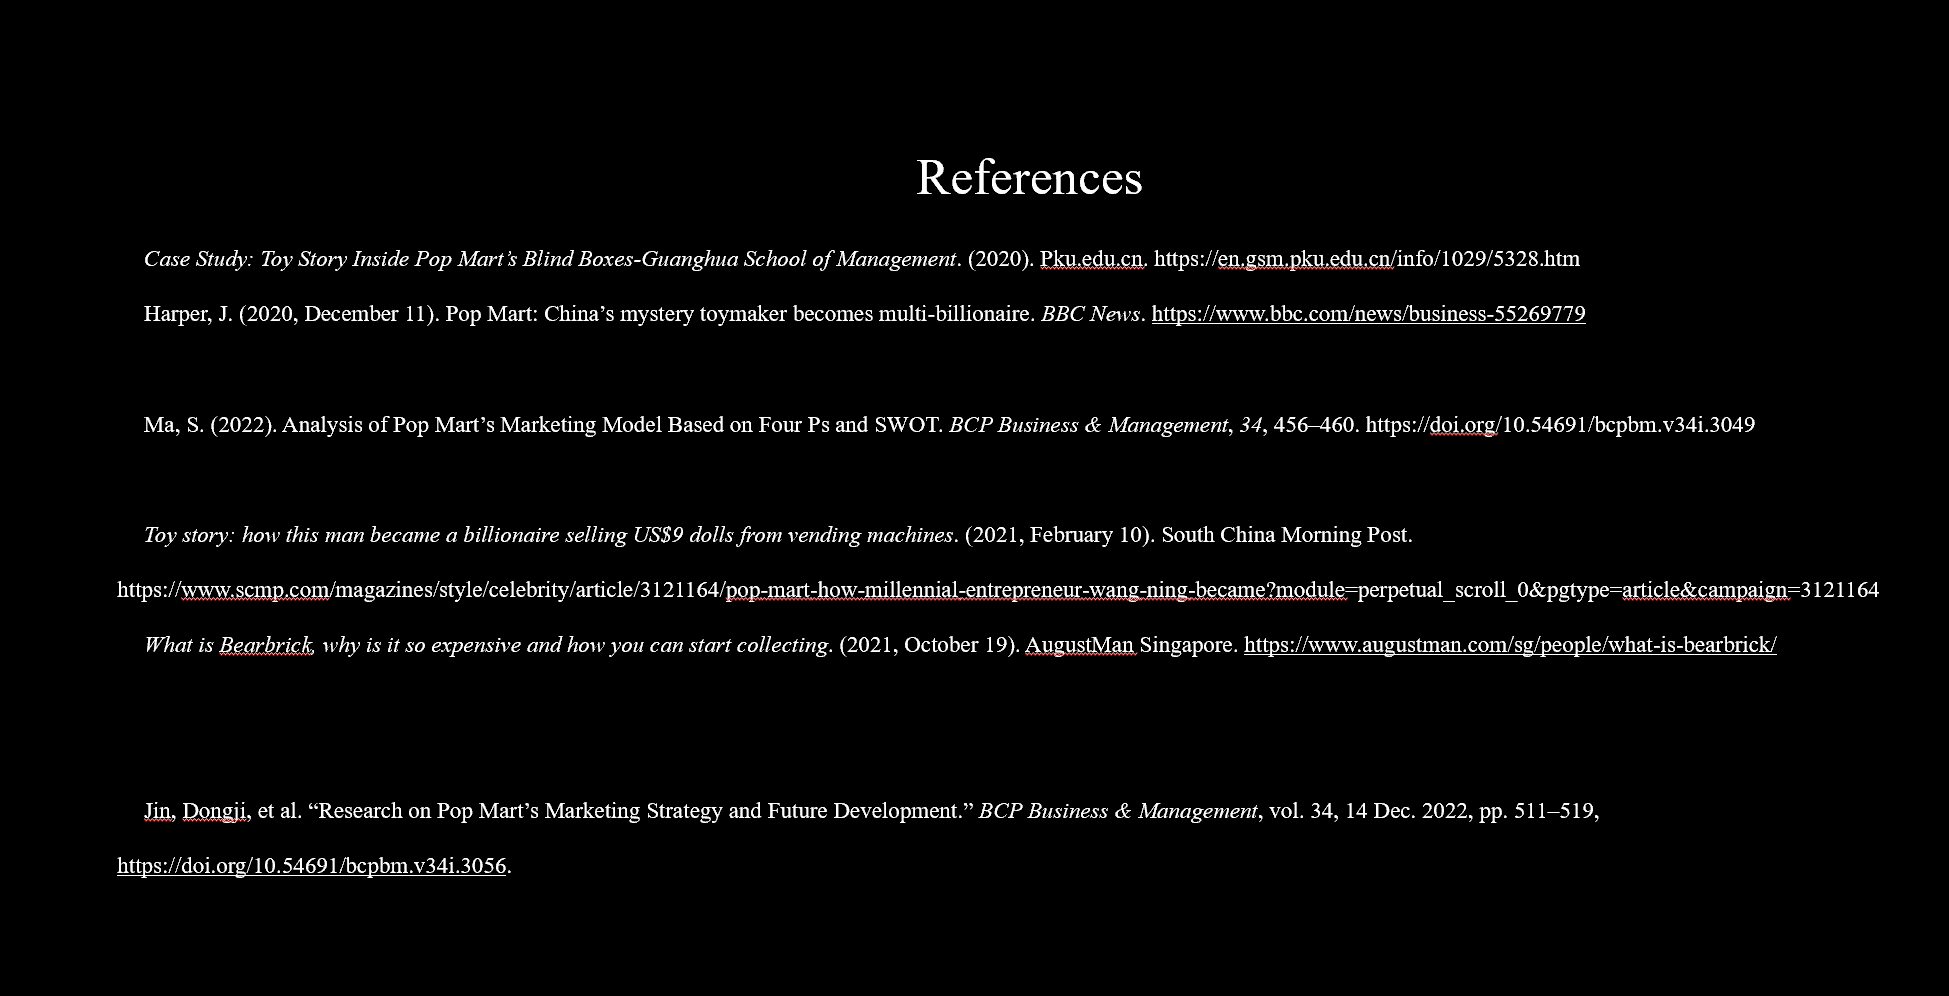 References
Case Study: Toy Story Inside Pop Mart’s Blind Boxes-Guanghua School of Management. (2020). Pku.edu.cn. https://en.gsm.pku.edu.cn/info/1029/5328.htm
Harper, J. (2020, December 11). Pop Mart: China’s mystery toymaker becomes multi-billionaire. BBC News. https://www.bbc.com/news/business-55269779
Ma, S. (2022). Analysis of Pop Mart’s Marketing Model Based on Four Ps and SWOT. BCP Business & Management, 34, 456–460. https://doi.org/10.54691/bcpbm.v34i.3049
Toy story: how this man became a billionaire selling US$9 dolls from vending machines. (2021, February 10). South China Morning Post.
https://www.scmp.com/magazines/style/celebrity/article/3121164/pop-mart-how-millennial-entrepreneur-wang-ning-became?module=perpetual_scroll_0&pgtype=article&campaign=3121164
What is Bearbrick, why is it so expensive and how you can start collecting. (2021, October 19). AugustMan Singapore. https://www.augustman.com/sg/people/what-is-bearbrick/
Jin, Dongji, et al. “Research on Pop Mart’s Marketing Strategy and Future Development.” BCP Business & Management, vol. 34, 14 Dec. 2022, pp. 511–519,
https://doi.org/10.54691/bcpbm.v34i.3056.